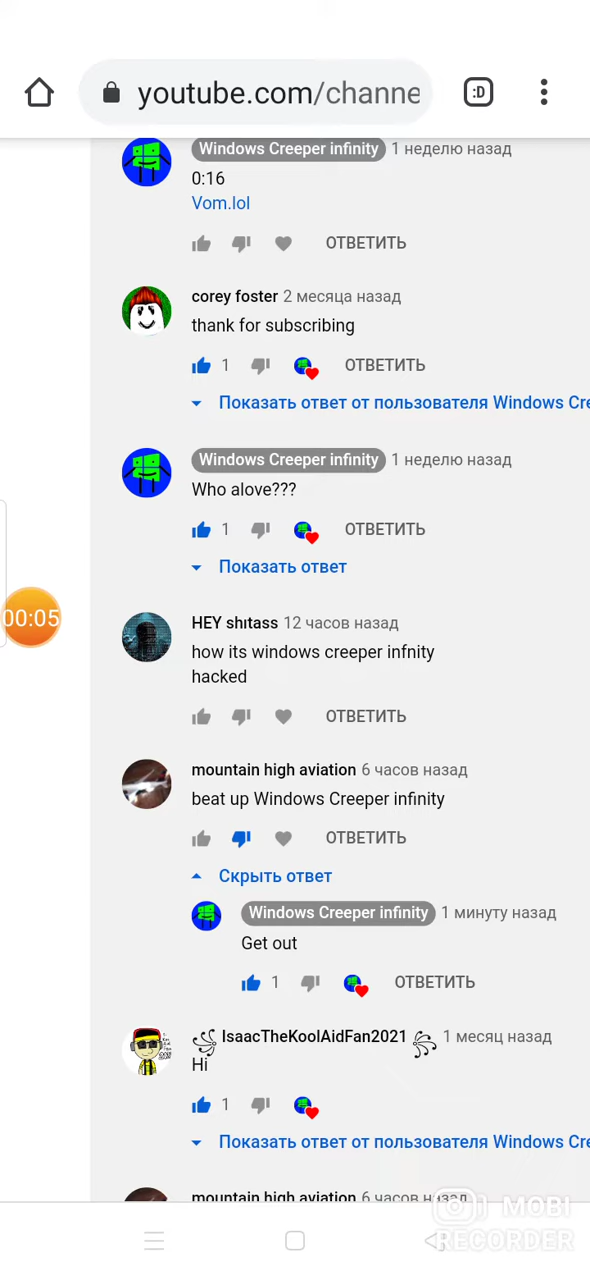 :D
youtube.com/channe
Windows Creeper infinity 1 неделю назад
0:16
Vom.lol
ОТВЕТИТЬ
corey foster 2 месяца назад
thank for subscribing
1 ОТВЕТИТЬ
Показать ответ от пользователя Windows Cre
Windows Creeper infinity 1 неделю назад
Who alove???
1 ОТВЕТИТЬ
Показать ответ
00:05
HEY shıtass 12 часов назад
how its windows creeper infnity
hacked
ОТВЕТИТЬ
mountain high aviation 6 часов назад
beat up Windows Creeper infinity
ОТВЕТИТЬ
Скрыть ответ
Windows Creeper infinity 1 минуту назад
Get out
1 ОТВЕТИТЬ
꧁ IsaacTheKoolAidFan2021 ꧂ 1 месяц назад
Hi
1
Показать ответ от пользователя Windows Cre
mountain high aviation 6 часов назад
MOBI
RECORDER